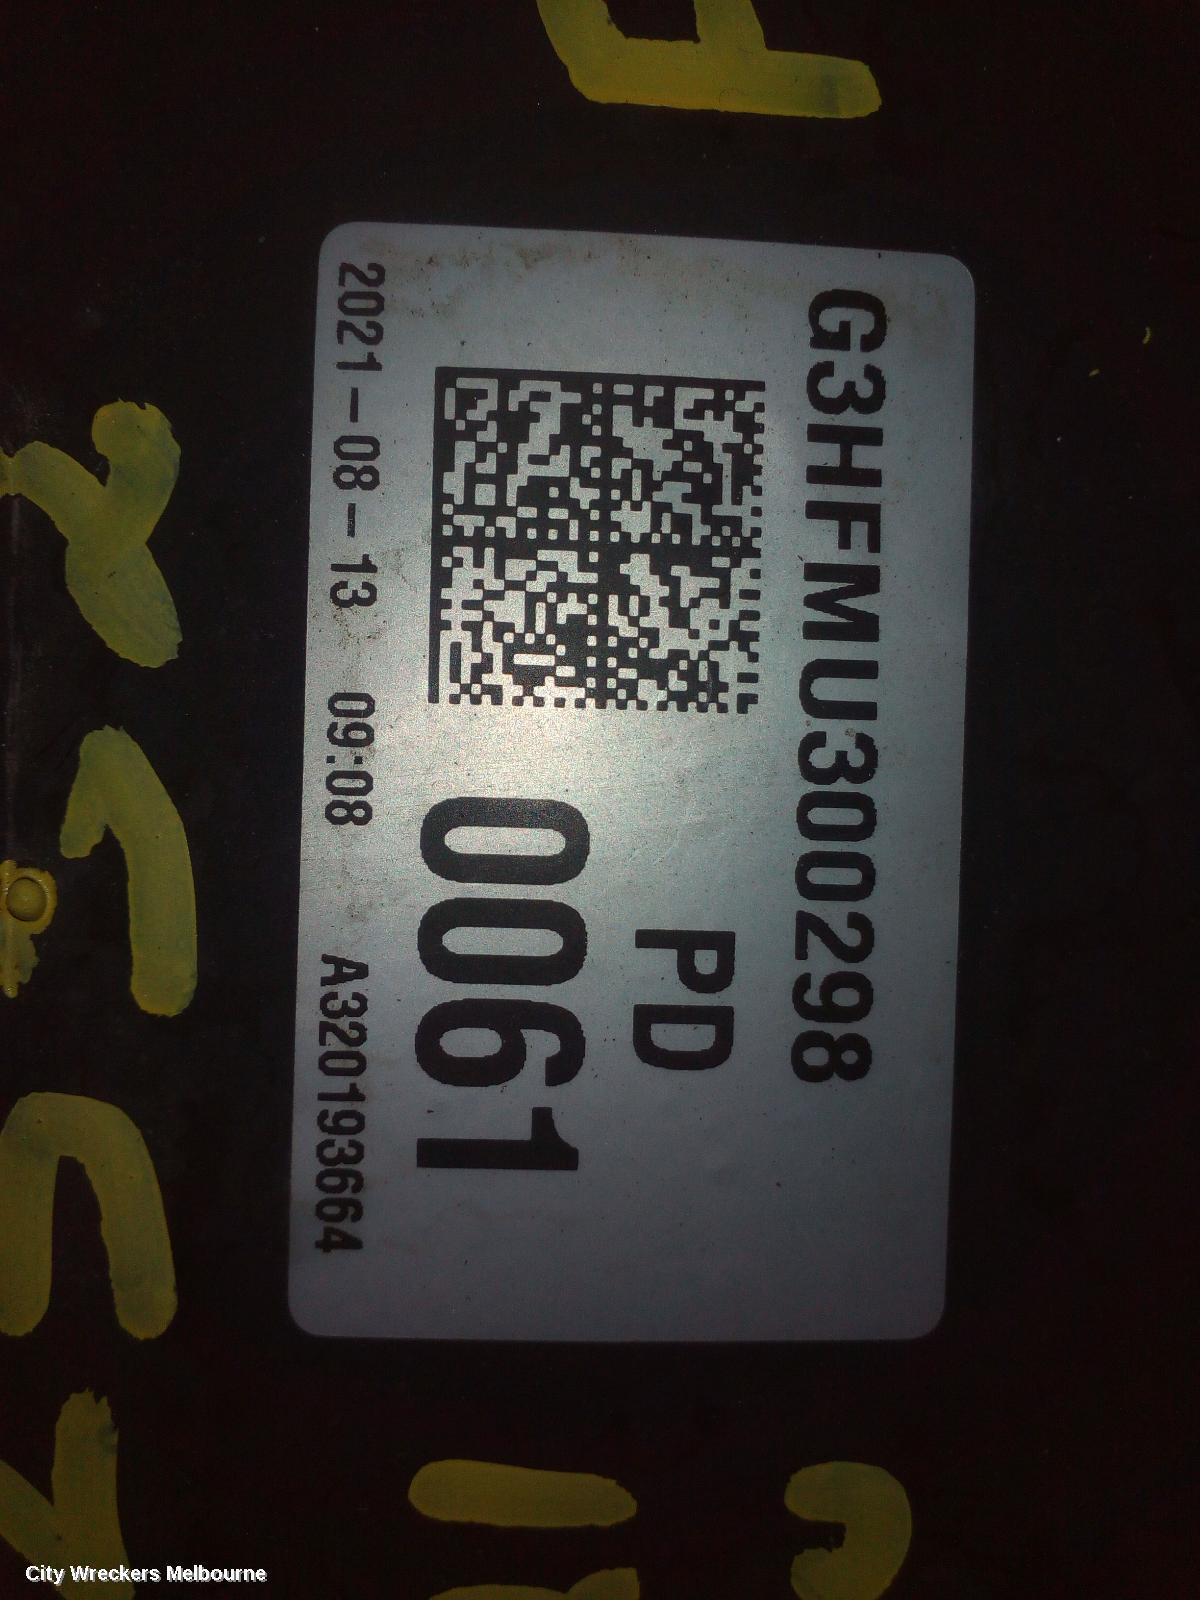 G3HFMU300298
PD
0061
2021-08-13 09:08 A320193664
City Wreckers Melbourne